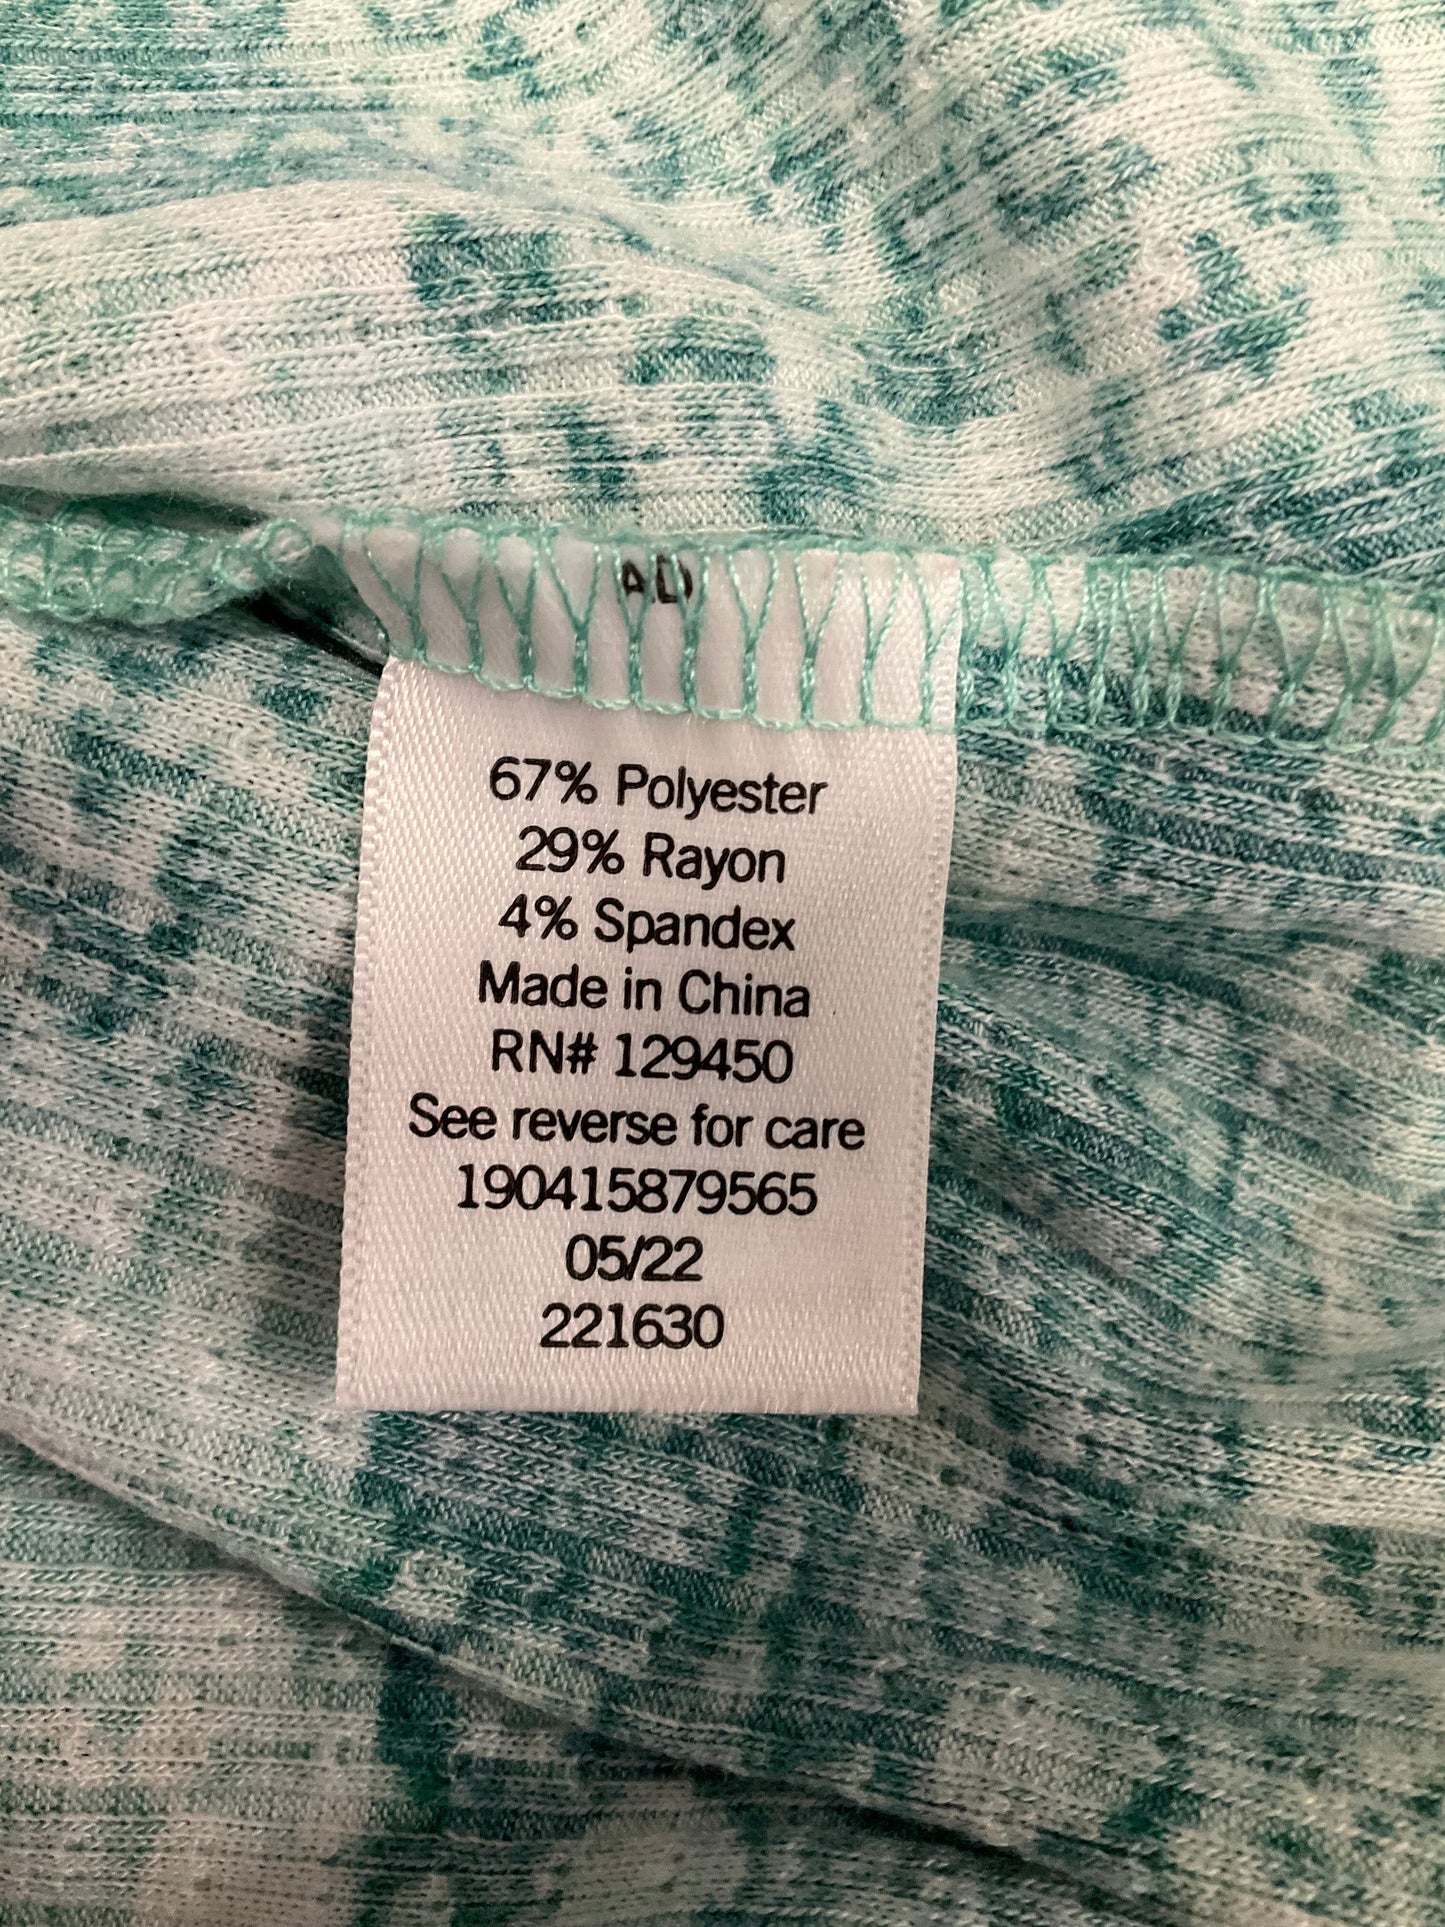 AD
67% Polyester
29% Rayon
4% Spandex
Made in China
RN# 129450
See reverse for care
190415879565
05/22
221630